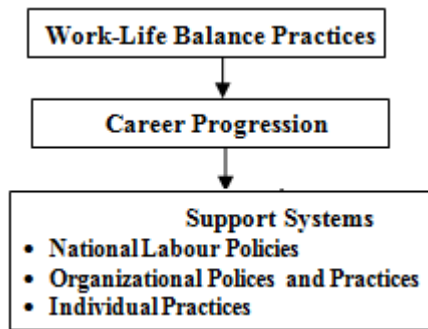 Work-Life Balance Practices
Career Progression
Support Systems
• National Labour Policies
• Organizational Polices and Practices
• Individual Practices